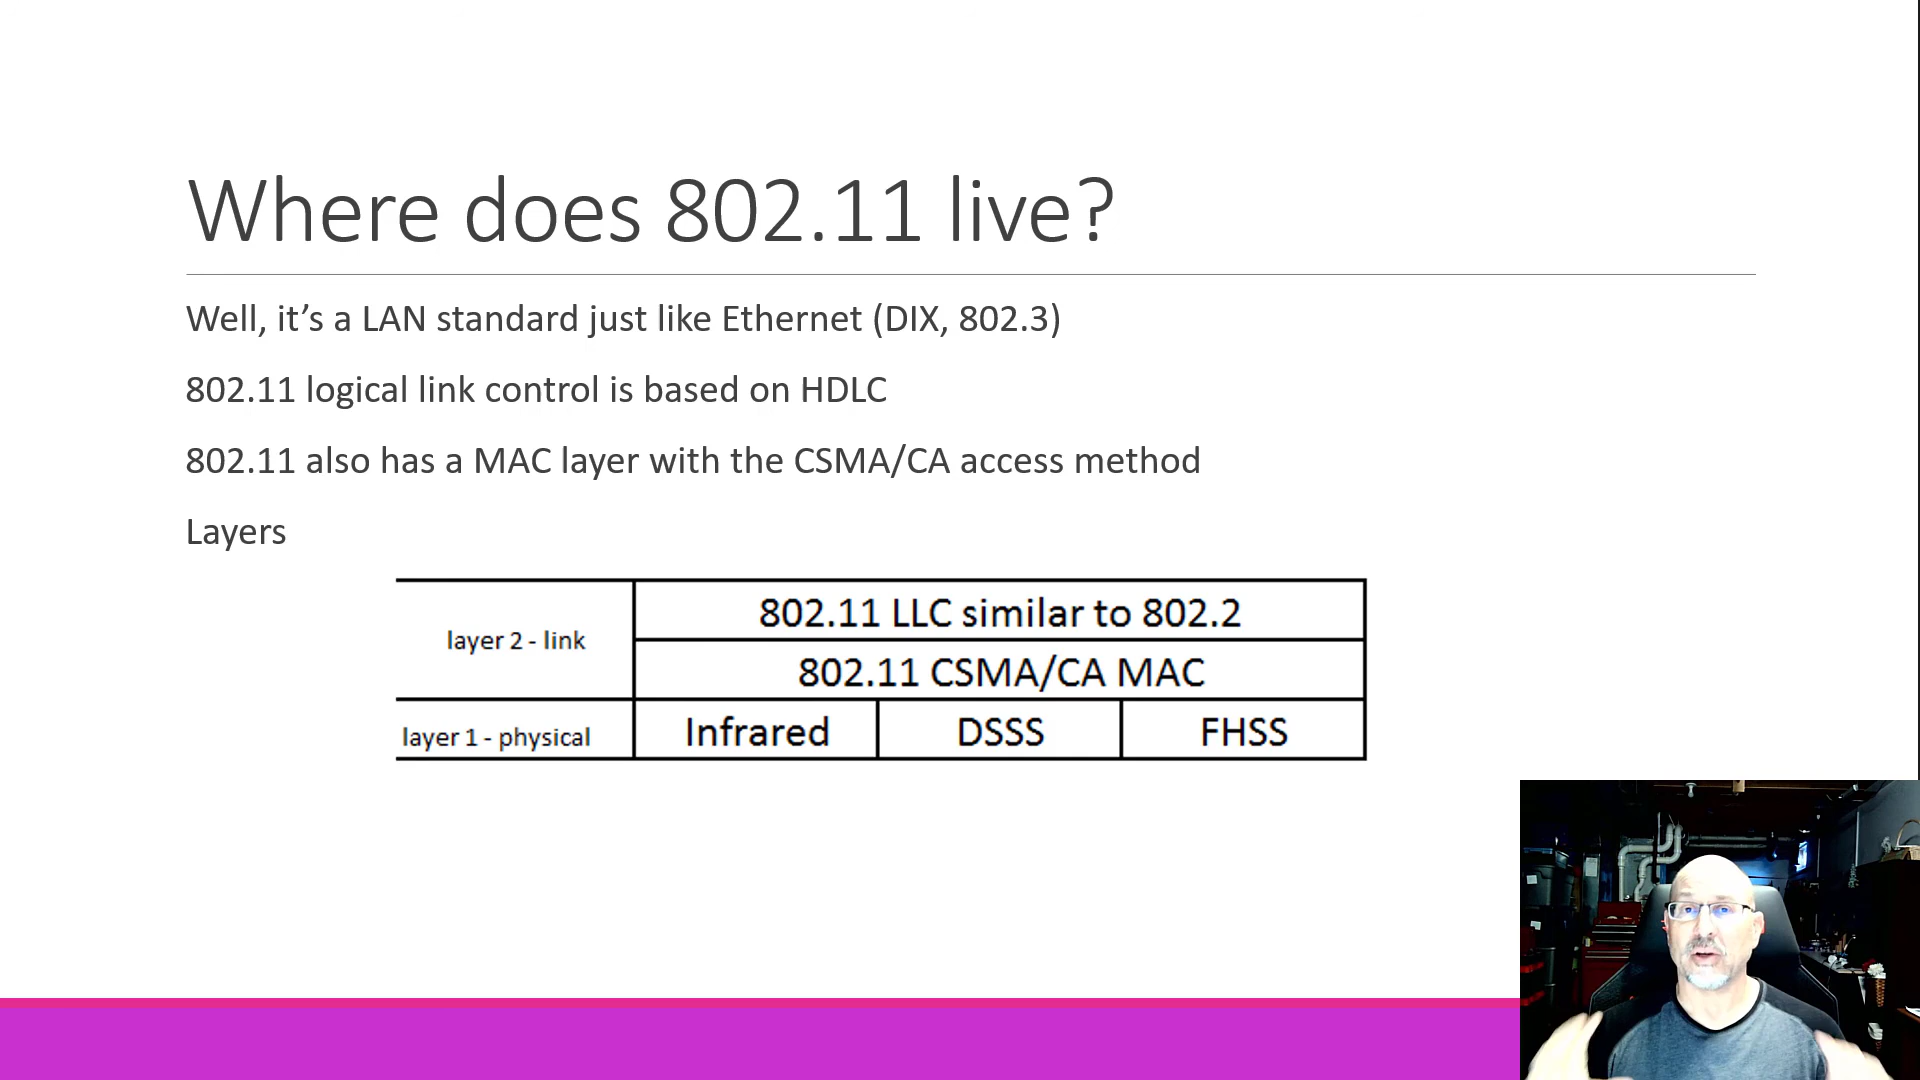 Where does 802.11 live?
Well, it’s a LAN standard just like Ethernet (DIX, 802.3)
802.11 logical link control is based on HDLC
802.11 also has a MAC layer with the CSMA/CA access method
Layers
layer 2 - link
802.11 LLC similar to 802.2
802.11 CSMA/CA MAC
layer 1 - physical
Infrared
DSSS
FHSS